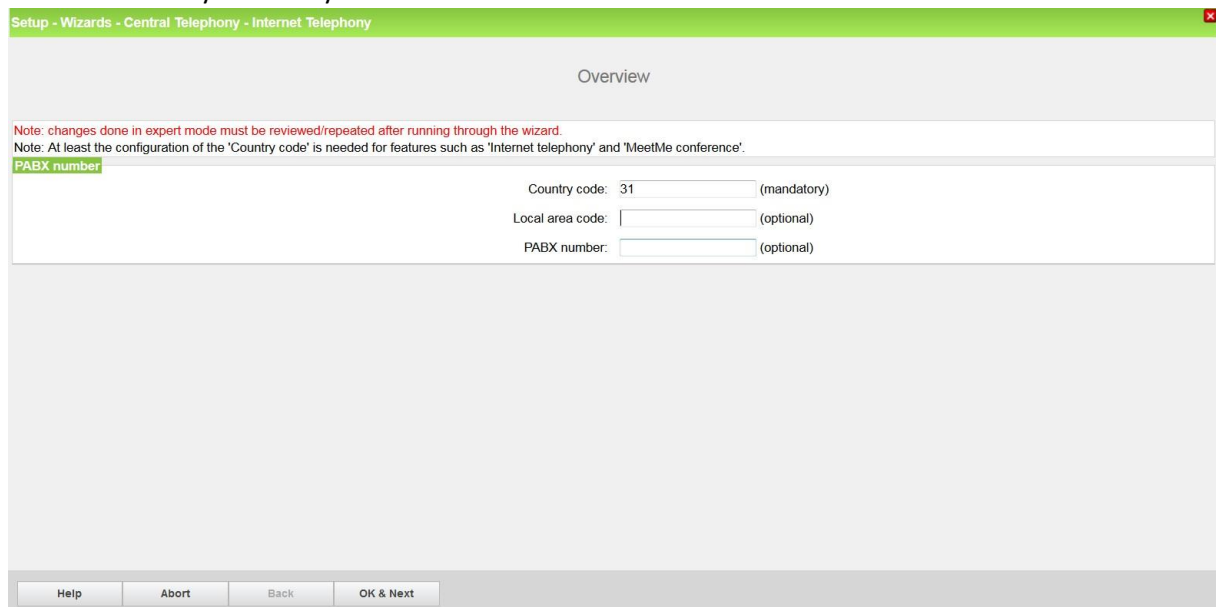 Setup - Wizards - Central Telephony - Internet Telephony
Overview
Note: changes done in expert mode must be reviewed/repeated after running through the wizard.
Note: At least the configuration of the 'Country code' is needed for features such as 'Internet telephony' and 'MeetMe conference'.
PABX number
Country code: 31 (mandatory)
Local area code: (optional)
PABX number: (optional)
Help Abort Back OK & Next